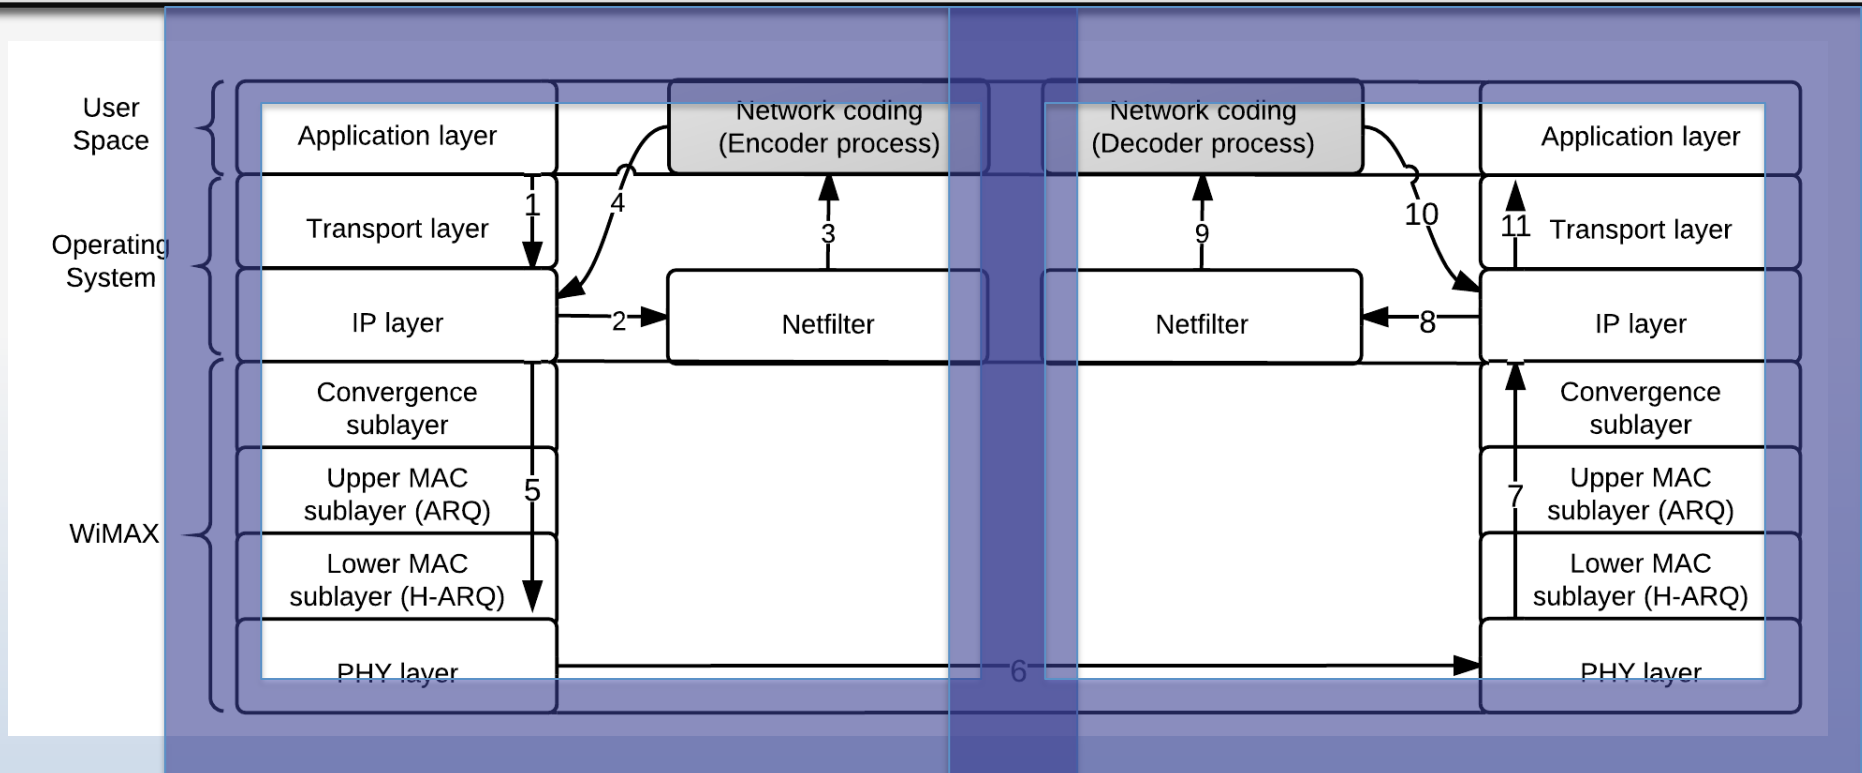 User
Space
Application layer
Network coding
(Encoder process)
Network coding
(Decoder process)
Application layer
Operating
System
Transport layer
1
4
3
9
10
11
Transport layer
IP layer
2
Netfilter
Netfilter
8
IP layer
WiMAX
Convergence
sublayer
Convergence
sublayer
Upper MAC
sublayer (ARQ)
5
7
Upper MAC
sublayer (ARQ)
Lower MAC
sublayer (H-ARQ)
Lower MAC
sublayer (H-ARQ)
PHY layer
6
PHY layer